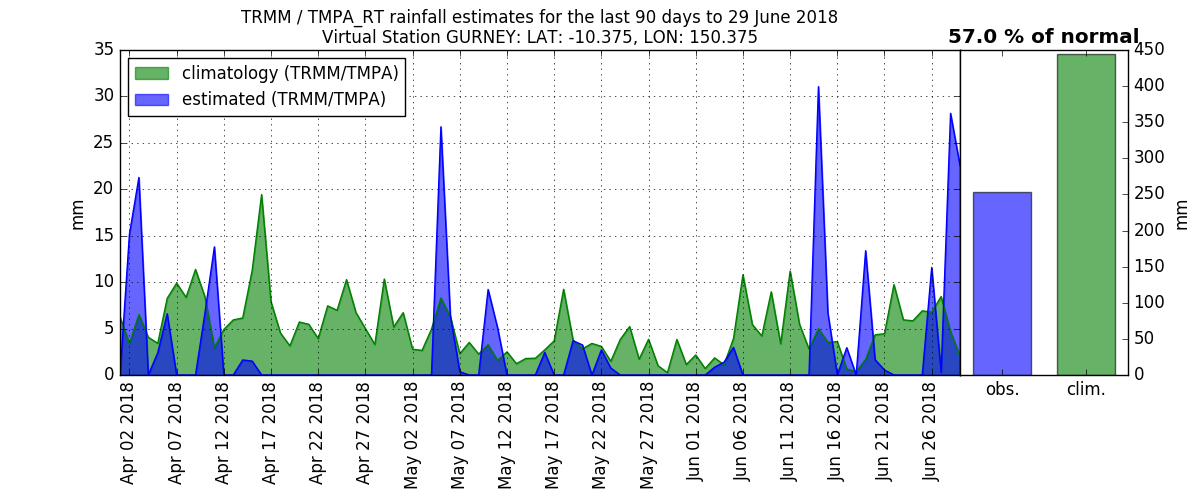 TRMM / TMPA_RT rainfall estimates for the last 90 days to 29 June 2018
Virtual Station GURNEY: LAT: -10.375, LON: 150.375
57.0 % of normal
climatology (TRMM/TMPA)
estimated (TRMM/TMPA)
mm
35
30
25
20
15
10
5
0
Apr 02 2018
Apr 07 2018
Apr 12 2018
Apr 17 2018
Apr 22 2018
Apr 27 2018
May 02 2018
May 07 2018
May 12 2018
May 17 2018
May 22 2018
May 27 2018
Jun 01 2018
Jun 06 2018
Jun 11 2018
Jun 16 2018
Jun 21 2018
Jun 26 2018
obs.
clim.
450
400
350
300
250
200
150
100
50
0
mm